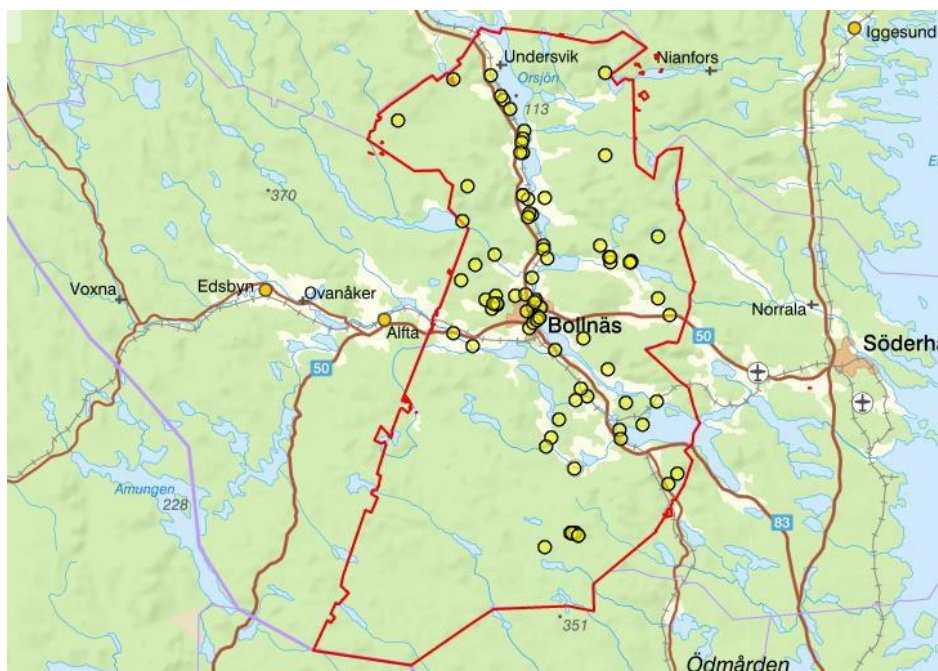 Iggesund
Undersvik
Nianfors
Orsjön
113
370
Voxna
Edsbyn
Ovanåker
Norrala
Alfta
Bollnäs
50
Söderha
50
Amungen
228
83
351
Ödmården